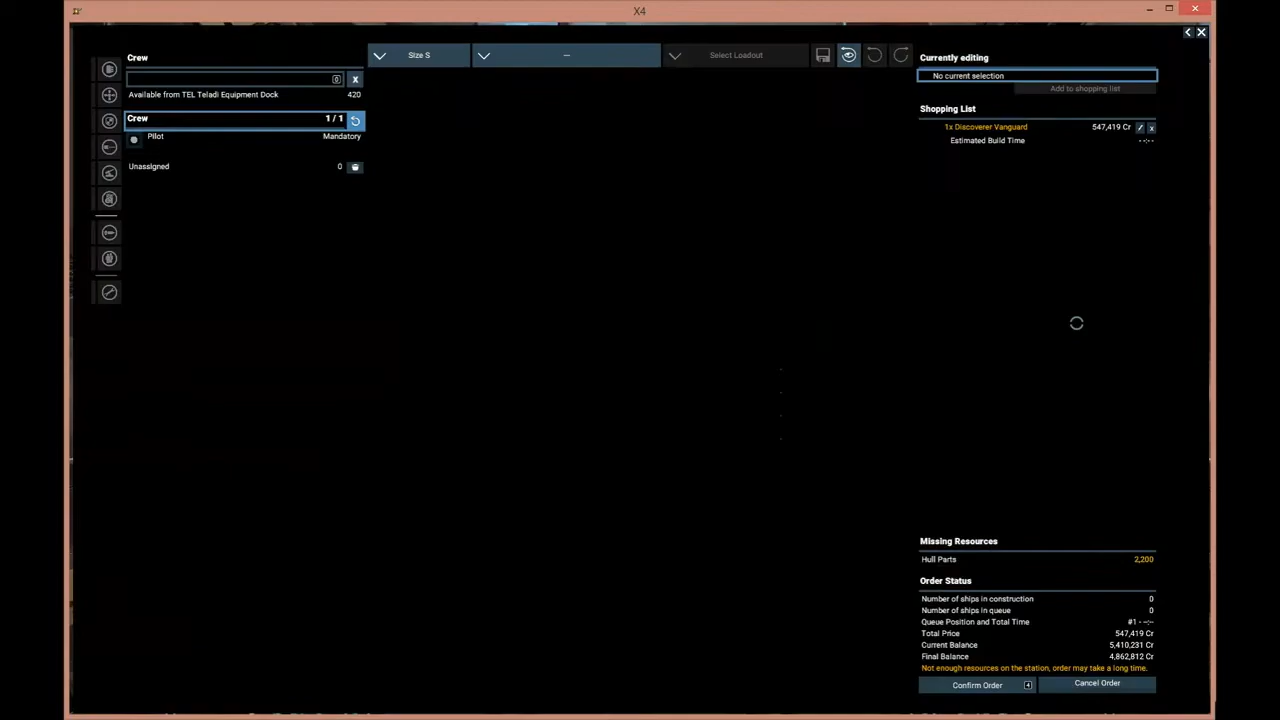 X4
Crew
0
x
Available from TEL Teladi Equipment Dock 420
Crew 1 / 1
Pilot Mandatory
Unassigned 0
Size S
—
Select Loadout
Currently editing
No current selection
Add to shopping list
Shopping List
1x Discoverer Vanguard 547,419 Cr x
Estimated Build Time --:--
Missing Resources
Hull Parts 2,200
Order Status
Number of ships in construction 0
Number of ships in queue 0
Queue Position and Total Time #1 - --:--
Total Price 547,419 Cr
Current Balance 5,410,231 Cr
Final Balance 4,862,812 Cr
Not enough resources on the station, order may take a long time.
Confirm Order 4
Cancel Order